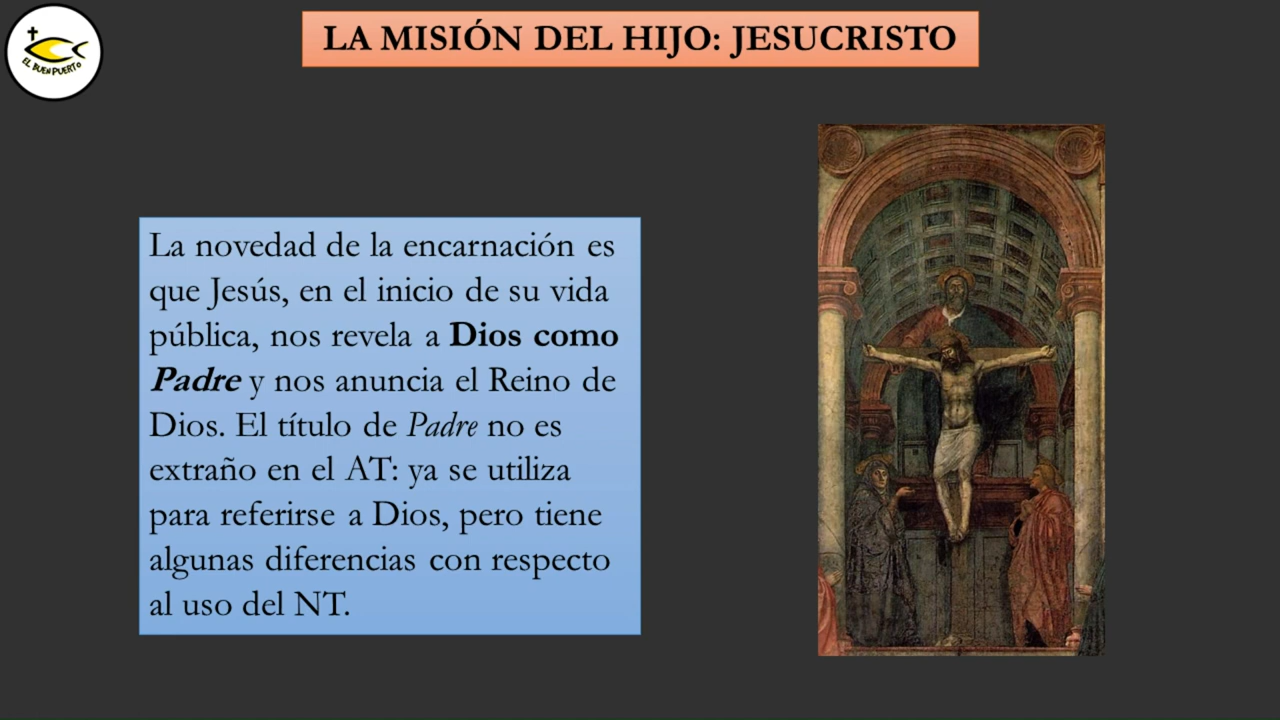 EL BUEN PUERTO
LA MISIÓN DEL HIJO: JESUCRISTO
La novedad de la encarnación es
que Jesús, en el inicio de su vida
pública, nos revela a Dios como
Padre y nos anuncia el Reino de
Dios. El título de Padre no es
extraño en el AT: ya se utiliza
para referirse a Dios, pero tiene
algunas diferencias con respecto
al uso del NT.